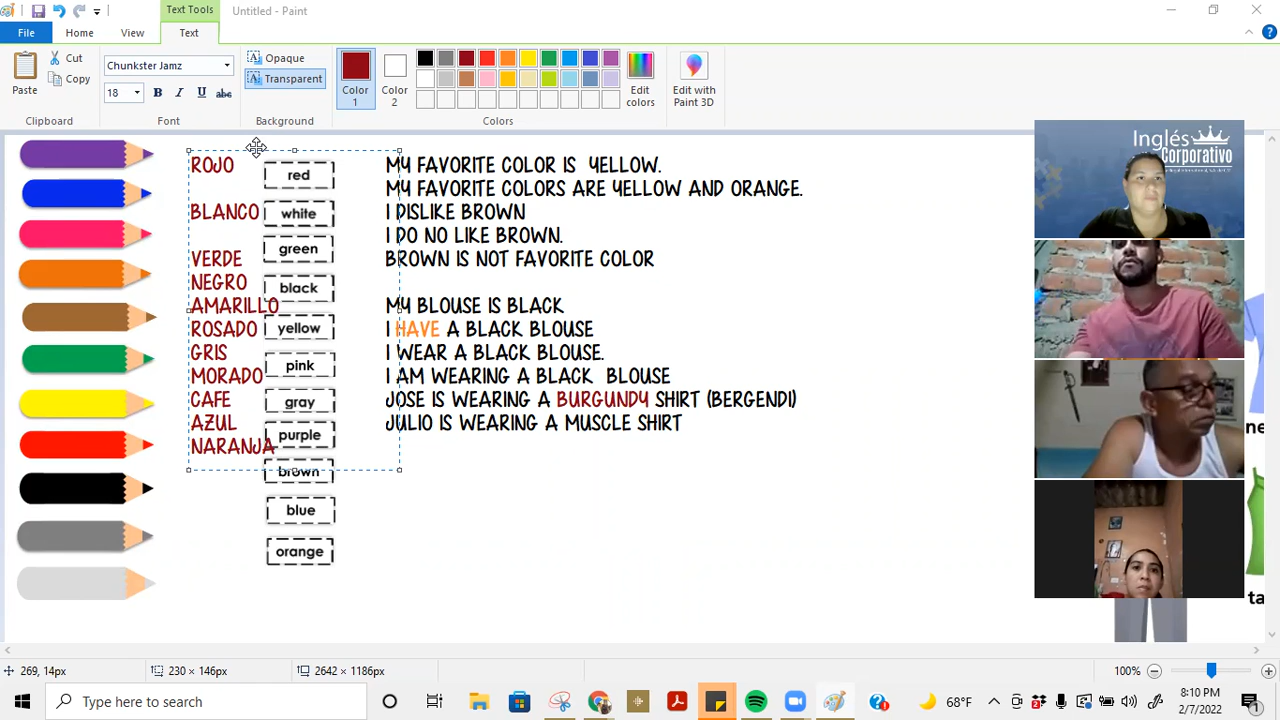 Untitled - Paint
Text Tools
File
Home
View
Text
Paste
Cut
Copy
Clipboard
Chunkster Jamz
18
B I U abc
Font
Opaque
Transparent
Background
Color 1
Color 2
Edit colors
Colors
Edit with Paint 3D
Inglés
Corporativo
ROJO
BLANCO
VERDE
NEGRO
AMARILLO
ROSADO
GRIS
MORADO
CAFE
AZUL
NARANJA
red
white
green
black
yellow
pink
gray
purple
brown
blue
orange
MY FAVORITE COLOR IS YELLOW.
MY FAVORITE COLORS ARE YELLOW AND ORANGE.
I DISLIKE BROWN
I DO NO LIKE BROWN.
BROWN IS NOT FAVORITE COLOR
MY BLOUSE IS BLACK
I HAVE A BLACK BLOUSE
I WEAR A BLACK BLOUSE.
I AM WEARING A BLACK BLOUSE
JOSE IS WEARING A BURGUNDY SHIRT (BERGENDI)
JULIO IS WEARING A MUSCLE SHIRT
ne
ta
269, 14px
230 × 146px
2642 × 1186px
100%
Type here to search
68°F
8:10 PM
2/7/2022